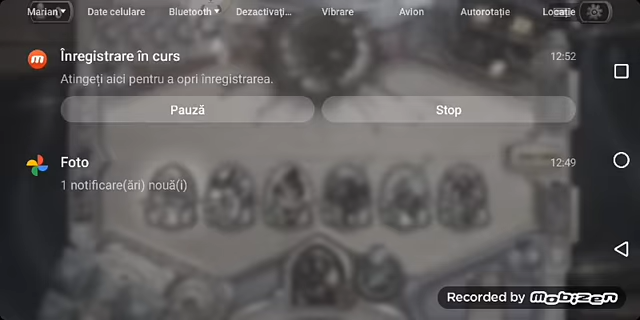 Marian Date celulare Bluetooth Dezactivați... Vibrare Avion Autorotație Locație
Înregistrare în curs 12:52
Atingeți aici pentru a opri înregistrarea.
Pauză Stop
Foto 12:49
1 notificare(ări) nouă(i)
Recorded by Mobizen